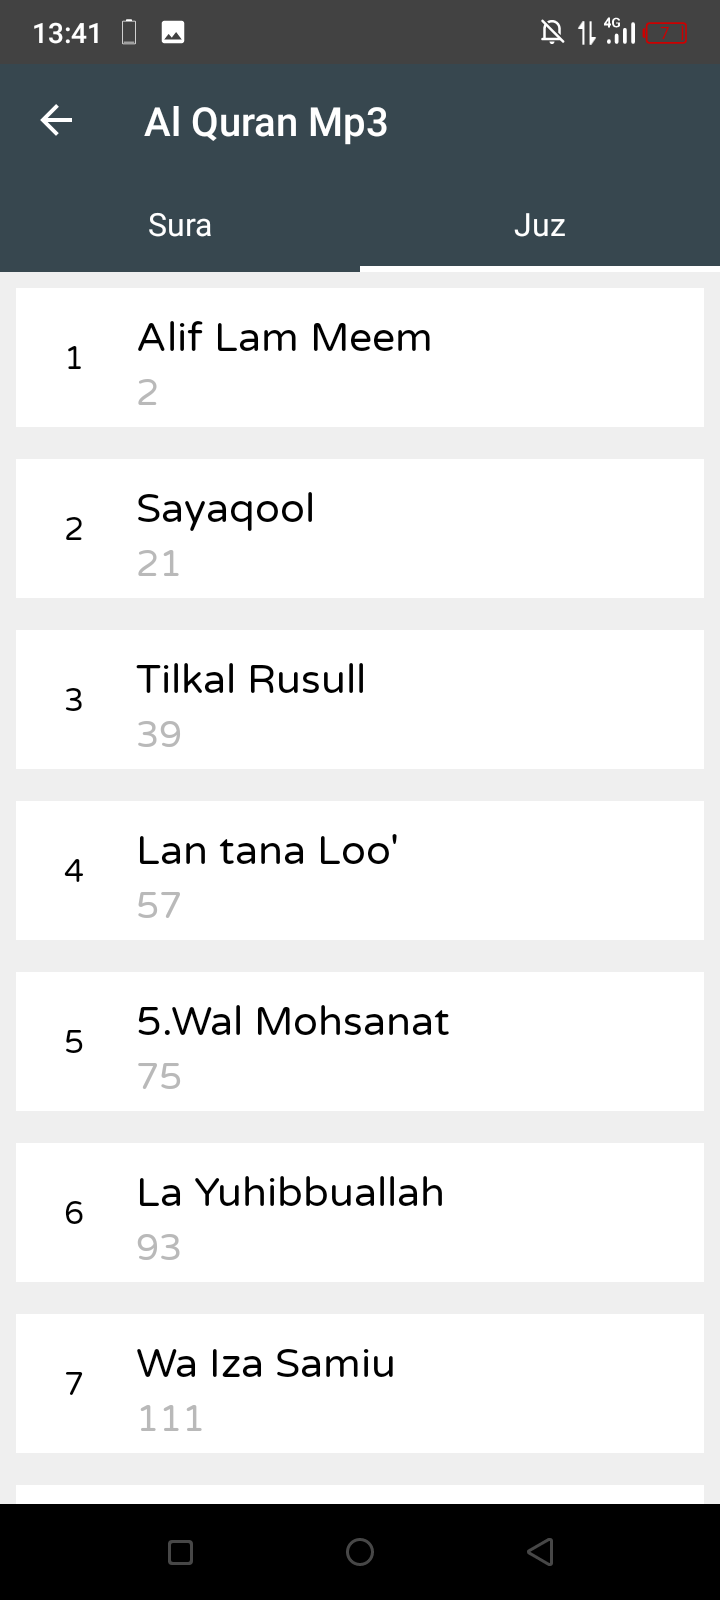 13:41
4G
Al Quran Mp3
Sura
Juz
1
Alif Lam Meem
2
2
Sayaqool
21
3
Tilkal Rusull
39
4
Lan tana Loo'
57
5
5.Wal Mohsanat
75
6
La Yuhibbuallah
93
7
Wa Iza Samiu
111